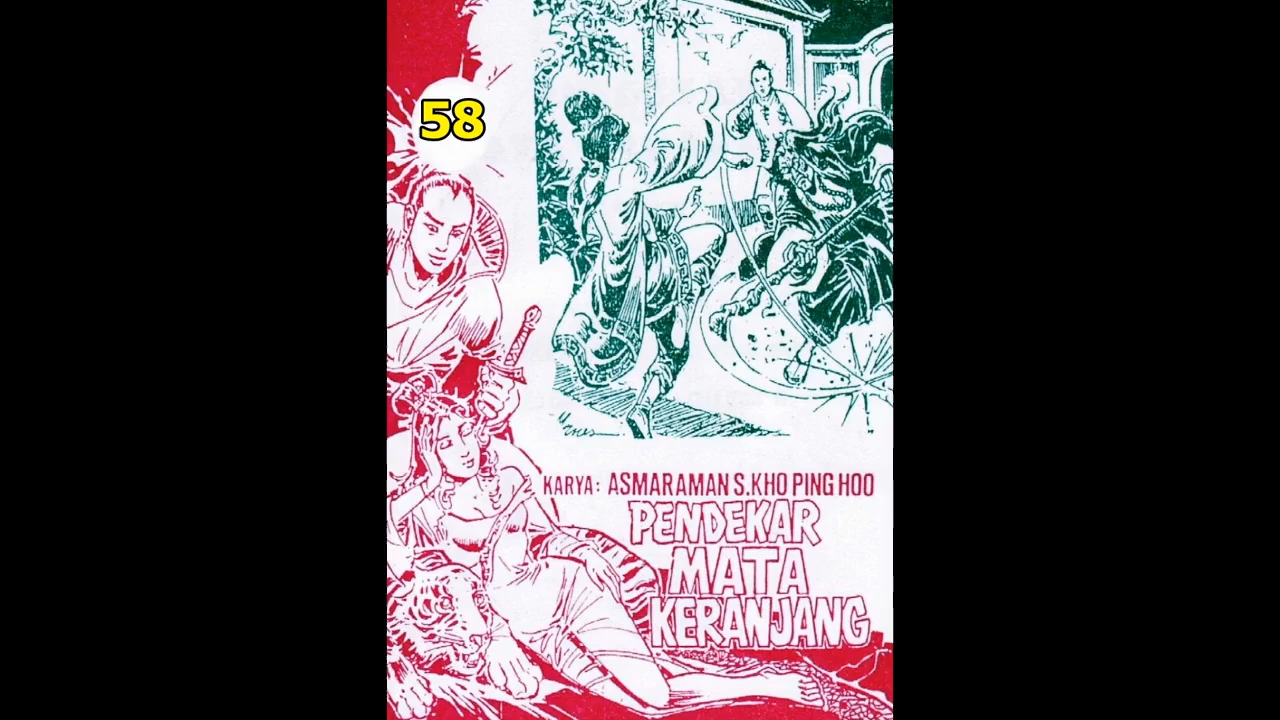 58
KARYA: ASMARAMAN S.KHO PING HOO
PENDEKAR
MATA
KERANJANG